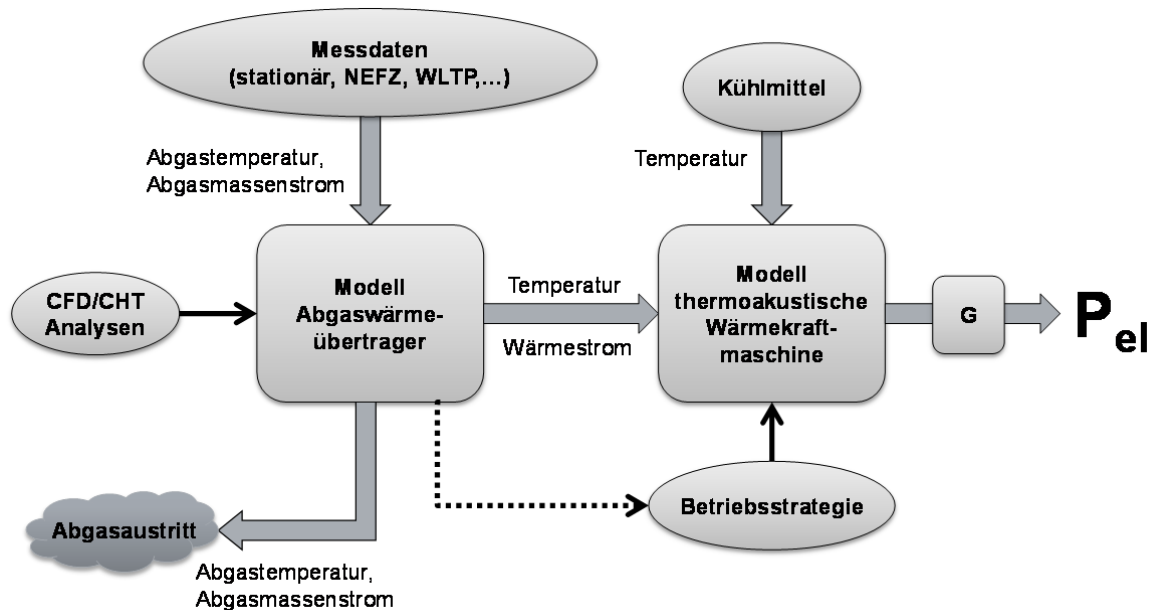 Messdaten
(stationär, NEFZ, WLTP,...)
Kühlmittel
Abgastemperatur,
Abgasmassenstrom
Temperatur
CFD/CHT
Analysen
Modell
Abgaswärme-
übertrager
Temperatur
Wärmestrom
Modell
thermoakustische
Wärmekraft-
maschine
G
Pel
Abgasaustritt
Betriebsstrategie
Abgastemperatur,
Abgasmassenstrom